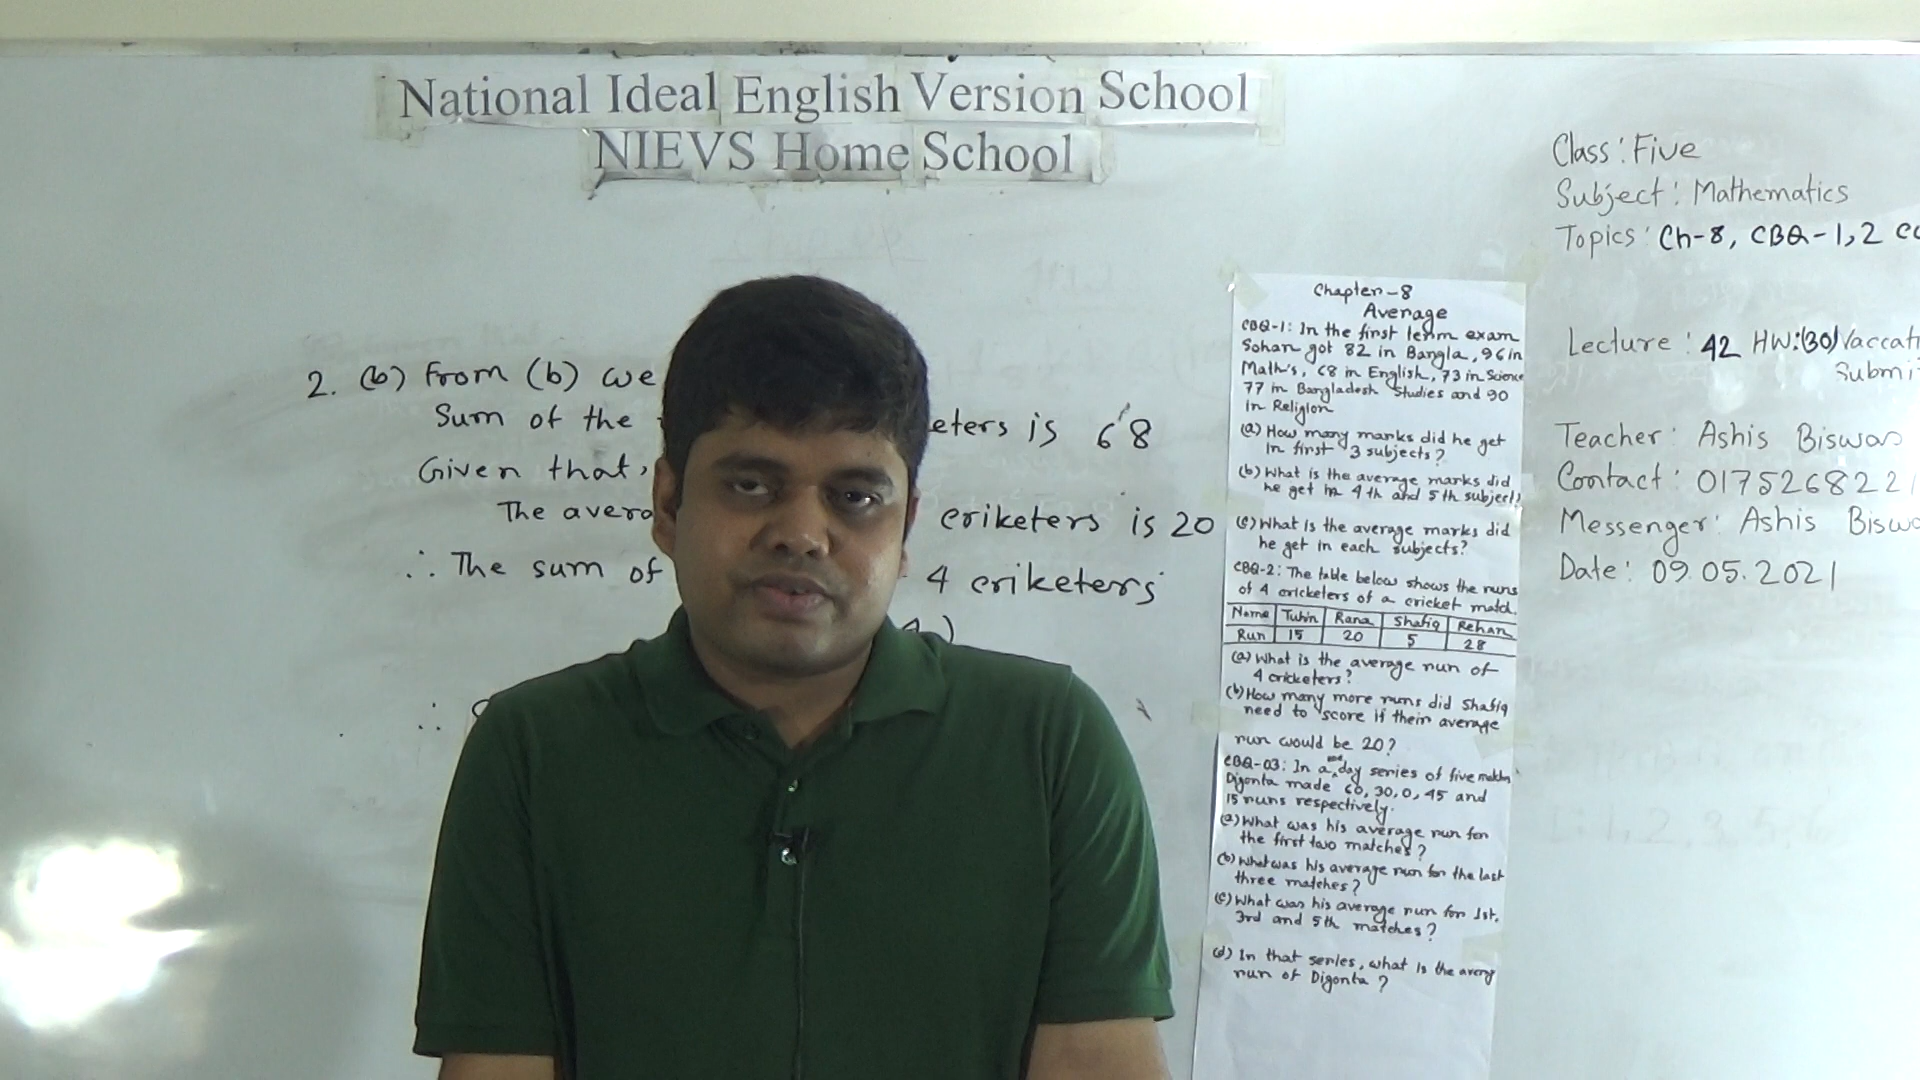 National Ideal English Version School
NIEVS Home School
Class: Five
Subject: Mathematics
Topics: Ch-8, CBQ-1,2
Lecture: 42 HW:(30)
Teacher: Ashis Biswas
Contact: 0175268221
Messenger: Ashis
Date: 09.05.2021
2. (b) From (b) we
Sum of the eters is 68
Given that,
The criketers is 20
∴ The sum of 4 criketers
4)
∴
Chapter-8
Average
CBQ-1: In the first term exam
Sohan got 82 in Bangla, 96 in
Math's, 68 in English, 73 in Science
77 in Bangladesh Studies and 90
in Religion
(a) How many marks did he get
in first 3 subjects?
(b) What is the average marks did
he get in 4th and 5th subjects
(c) What is the average marks did
he get in each subjects?
CBQ-2: The table below shows the runs
of 4 cricketers of a cricket match.
Name Tuhin Rana Shafiq Rehan
Run 15 20 5 28
(a) What is the average run of
4 cricketers?
(b) How many more runs did Shafiq
need to score if their average
run would be 20?
CBQ-03: In a one day series of five
Digonta made 60, 30, 0, 45 and
15 runs respectively.
(a) What was his average run for
the first two matches?
(b) What was his average run for the last
three matches?
(c) What was his average run for 1st,
3rd and 5th matches?
(d) In that series, what is the
run of Digonta?